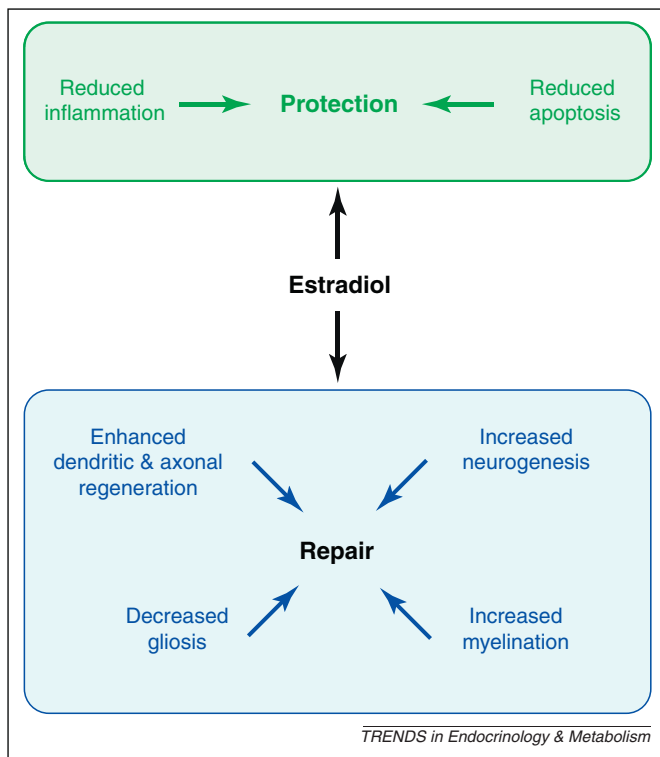 Reduced
inflammation
Protection
Reduced
apoptosis
Estradiol
Enhanced
dendritic & axonal
regeneration
Increased
neurogenesis
Repair
Decreased
gliosis
Increased
myelination
TRENDS in Endocrinology & Metabolism